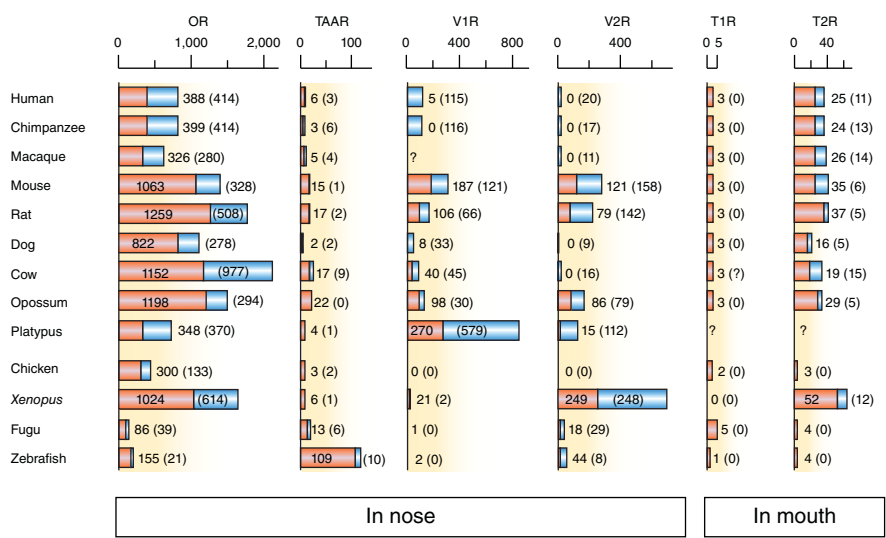 OR TAAR V1R V2R T1R T2R
0 1,000 2,000 0 100 0 400 800 0 400 0 5 0 40
Human 388 (414) 6 (3) 5 (115) 0 (20) 3 (0) 25 (11)
Chimpanzee 399 (414) 3 (6) 0 (116) 0 (17) 3 (0) 24 (13)
Macaque 326 (280) 5 (4) ? 0 (11) 3 (0) 26 (14)
Mouse 1063 (328) 15 (1) 187 (121) 121 (158) 3 (0) 35 (6)
Rat 1259 (508) 17 (2) 106 (66) 79 (142) 3 (0) 37 (5)
Dog 822 (278) 2 (2) 8 (33) 0 (9) 3 (0) 16 (5)
Cow 1152 (977) 17 (9) 40 (45) 0 (16) 3 (?) 19 (15)
Opossum 1198 (294) 22 (0) 98 (30) 86 (79) 3 (0) 29 (5)
Platypus 348 (370) 4 (1) 270 (579) 15 (112) ? ?
Chicken 300 (133) 3 (2) 0 (0) 0 (0) 2 (0) 3 (0)
Xenopus 1024 (614) 6 (1) 21 (2) 249 (248) 0 (0) 52 (12)
Fugu 86 (39) 13 (6) 1 (0) 18 (29) 5 (0) 4 (0)
Zebrafish 155 (21) 109 (10) 2 (0) 44 (8) 1 (0) 4 (0)
In nose In mouth